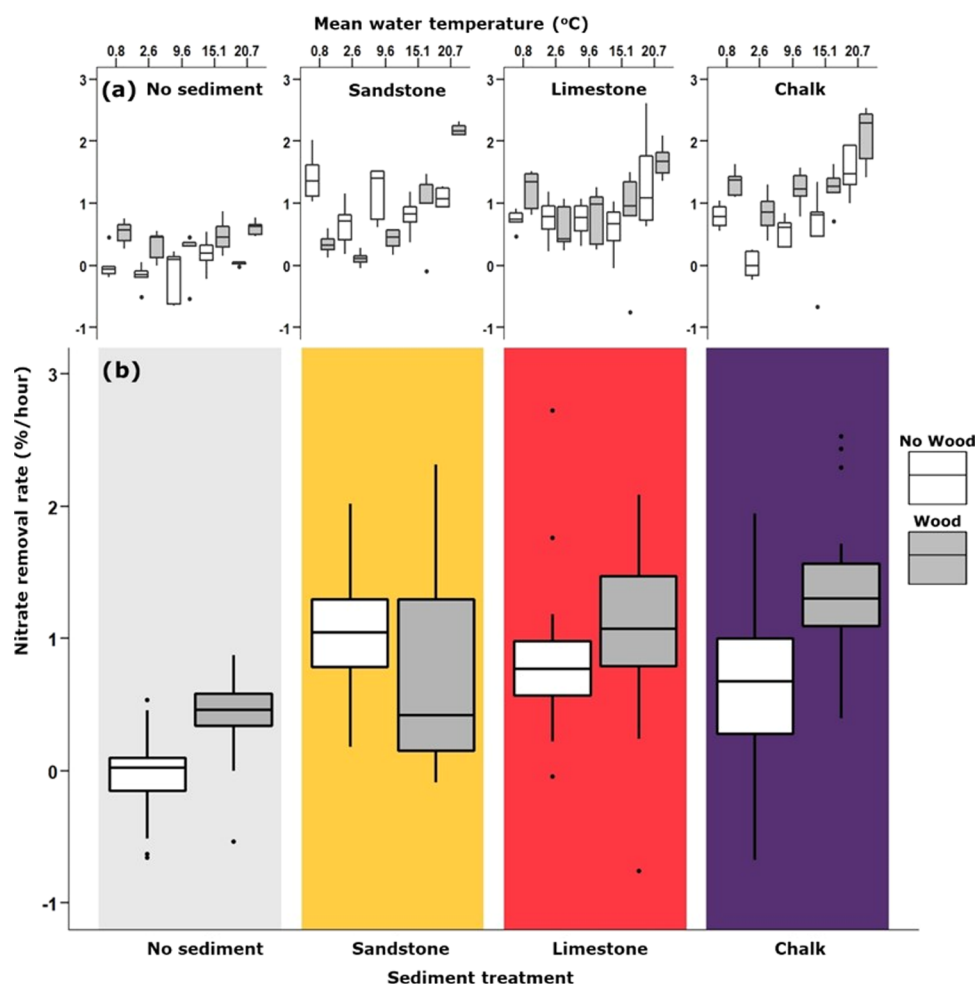 Mean water temperature (°C)
0.8 2.6 9.6 15.1 20.7 0.8 2.6 9.6 15.1 20.7 0.8 2.6 9.6 15.1 20.7 0.8 2.6 9.6 15.1 20.7
(a) No sediment Sandstone Limestone Chalk
3 3 3 3
2 2 2 2
1 1 1 1
0 0 0 0
-1 -1 -1 -1
(b)
Nitrate removal rate (%/hour)
3
2
1
0
-1
No Wood
Wood
No sediment Sandstone Limestone Chalk
Sediment treatment